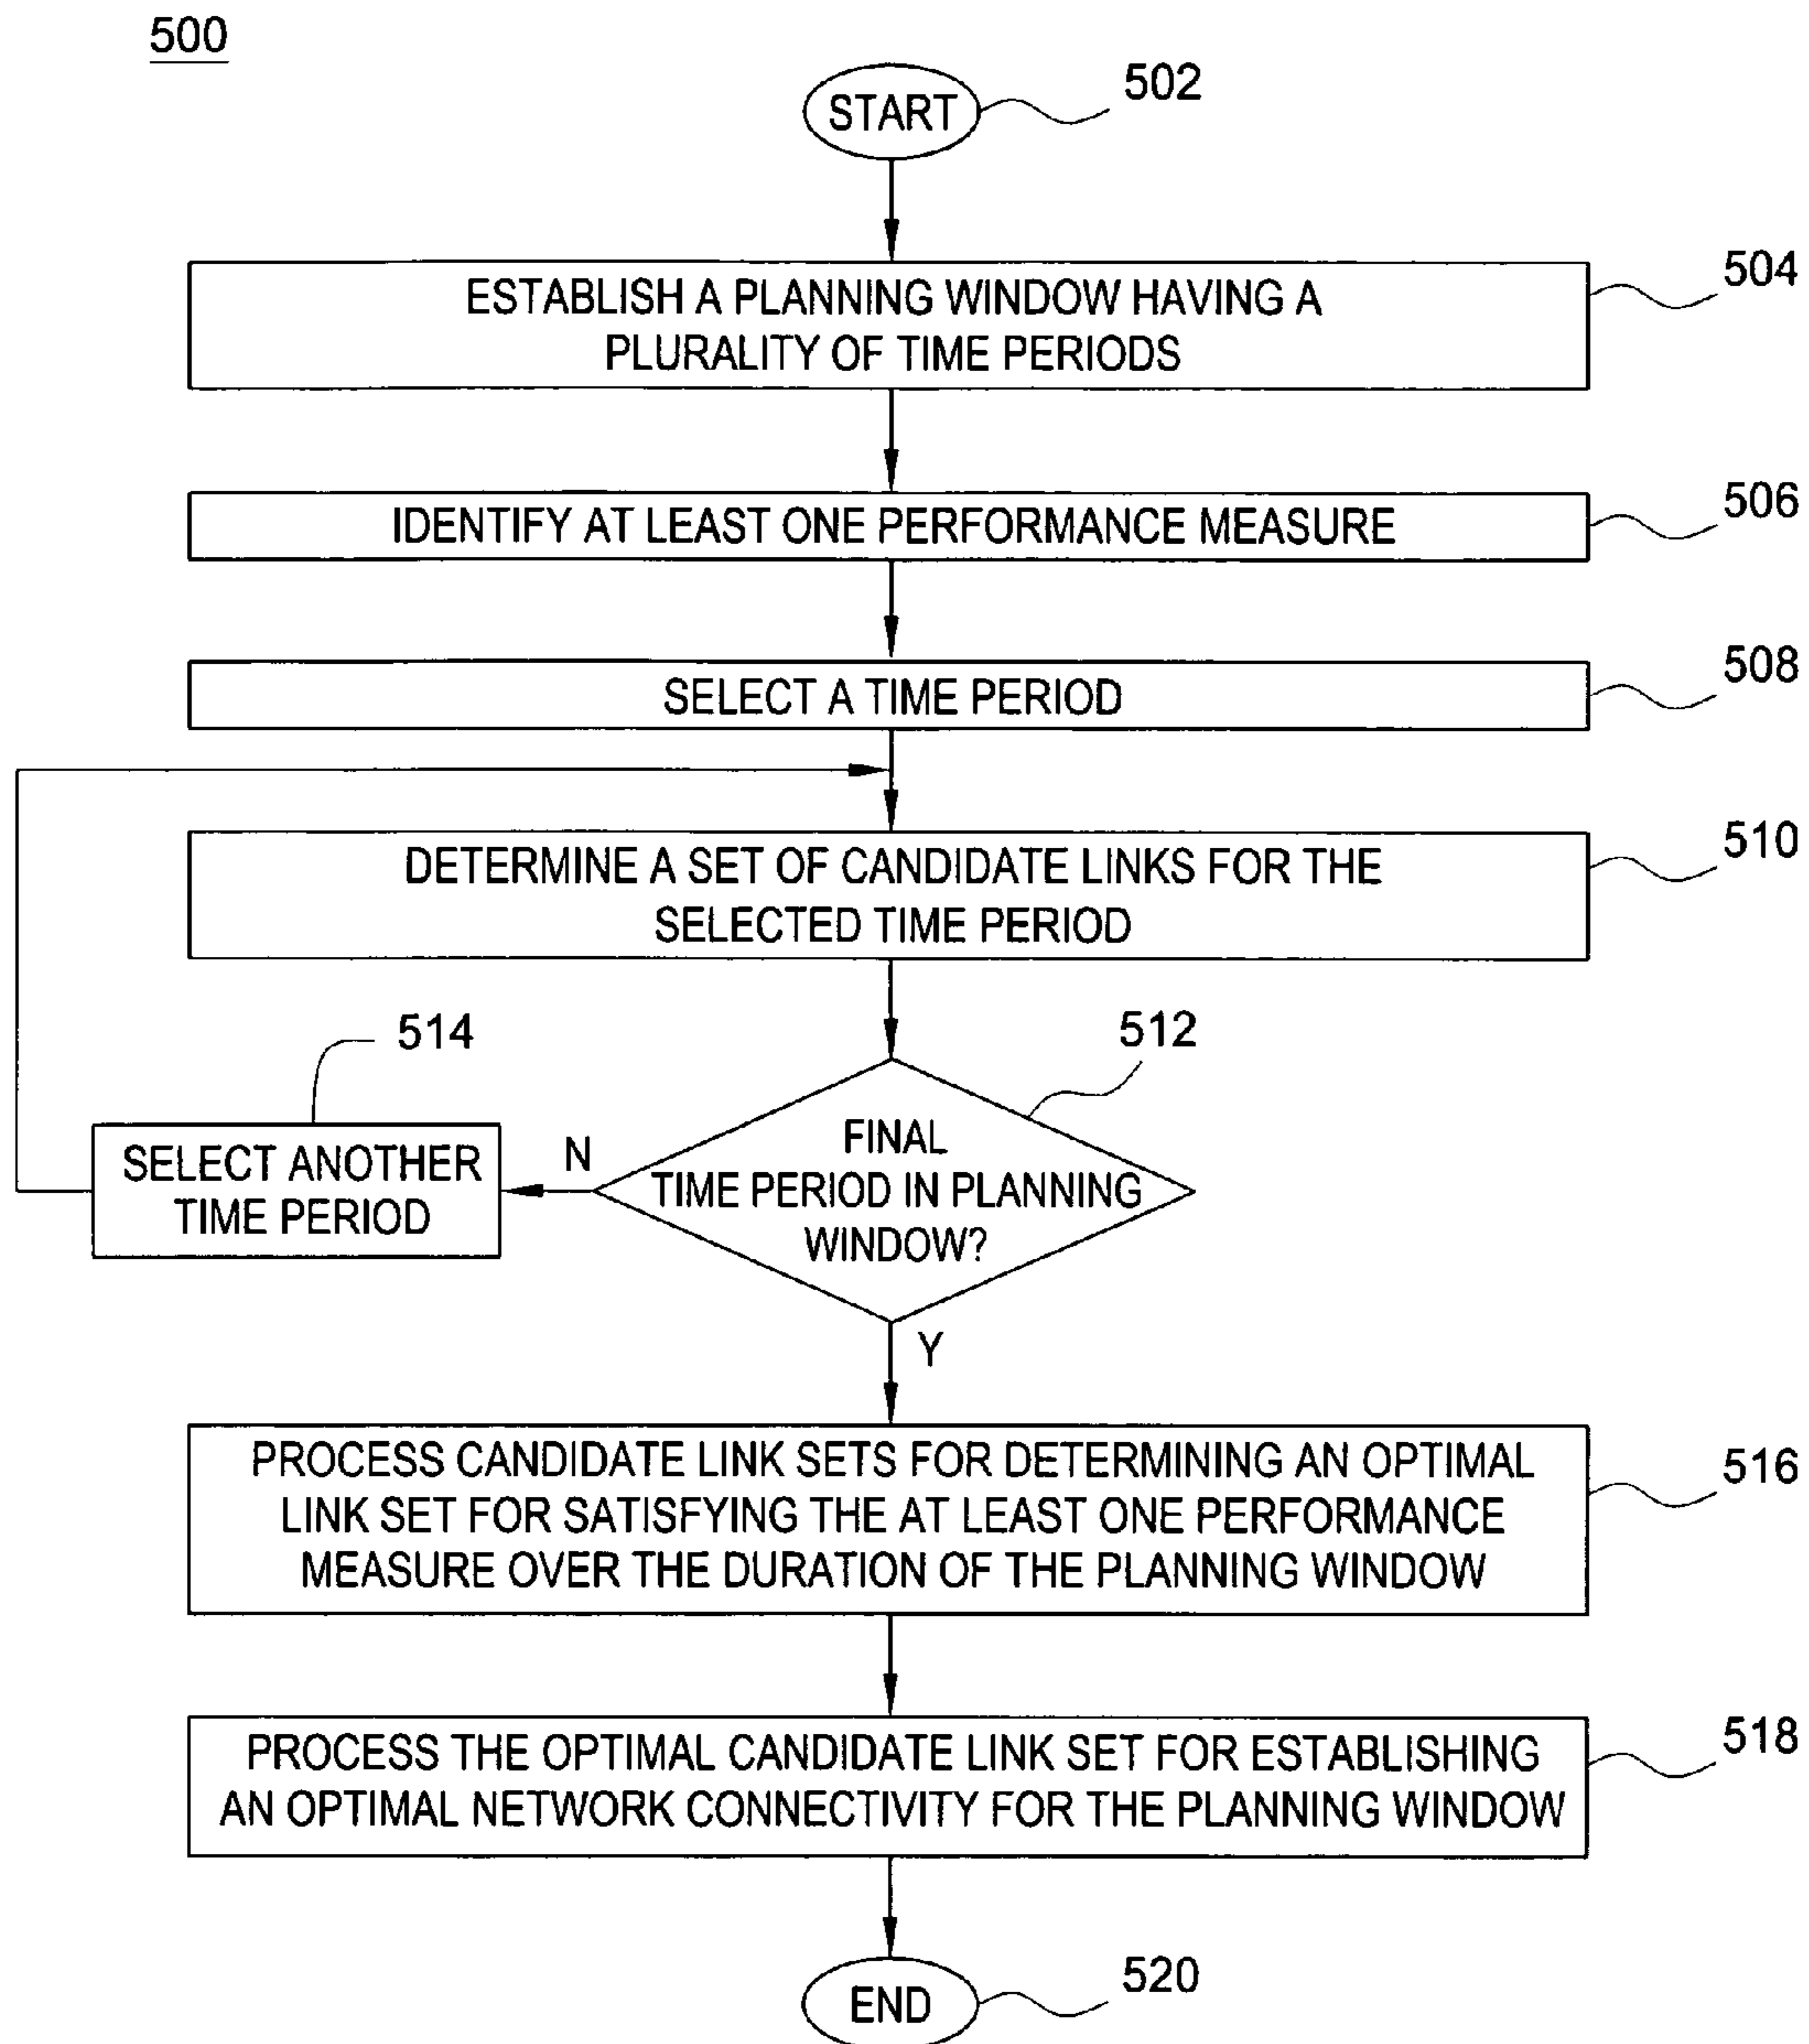 500
START
502
ESTABLISH A PLANNING WINDOW HAVING A
PLURALITY OF TIME PERIODS
504
IDENTIFY AT LEAST ONE PERFORMANCE MEASURE
506
SELECT A TIME PERIOD
508
DETERMINE A SET OF CANDIDATE LINKS FOR THE
SELECTED TIME PERIOD
510
514
512
SELECT ANOTHER
TIME PERIOD
N
FINAL
TIME PERIOD IN PLANNING
WINDOW?
Y
PROCESS CANDIDATE LINK SETS FOR DETERMINING AN OPTIMAL
LINK SET FOR SATISFYING THE AT LEAST ONE PERFORMANCE
MEASURE OVER THE DURATION OF THE PLANNING WINDOW
516
PROCESS THE OPTIMAL CANDIDATE LINK SET FOR ESTABLISHING
AN OPTIMAL NETWORK CONNECTIVITY FOR THE PLANNING WINDOW
518
END
520